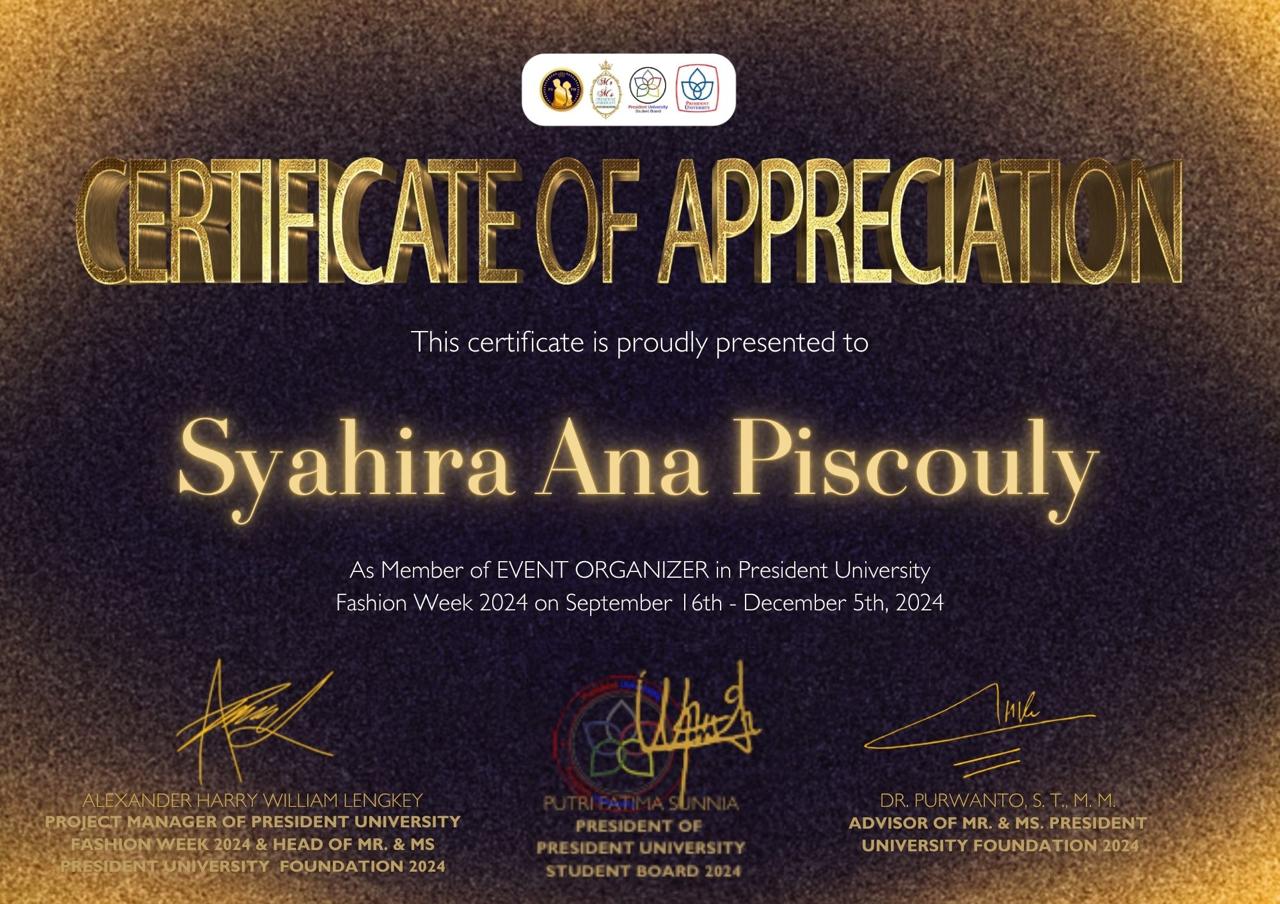 President University
Student Board
PRESIDENT
UNIVERSITY
CERTIFICATE OF APPRECIATION
This certificate is proudly presented to
Syahira Ana Piscouly
As Member of EVENT ORGANIZER in President University
Fashion Week 2024 on September 16th - December 5th, 2024
ALEXANDER HARRY WILLIAM LENGKEY
PROJECT MANAGER OF PRESIDENT UNIVERSITY
FASHION WEEK 2024 & HEAD OF MR. & MS
PRESIDENT UNIVERSITY FOUNDATION 2024
PUTRI FATIMA SUNNIA
PRESIDENT OF
PRESIDENT UNIVERSITY
STUDENT BOARD 2024
DR. PURWANTO, S. T., M. M.
ADVISOR OF MR. & MS. PRESIDENT
UNIVERSITY FOUNDATION 2024